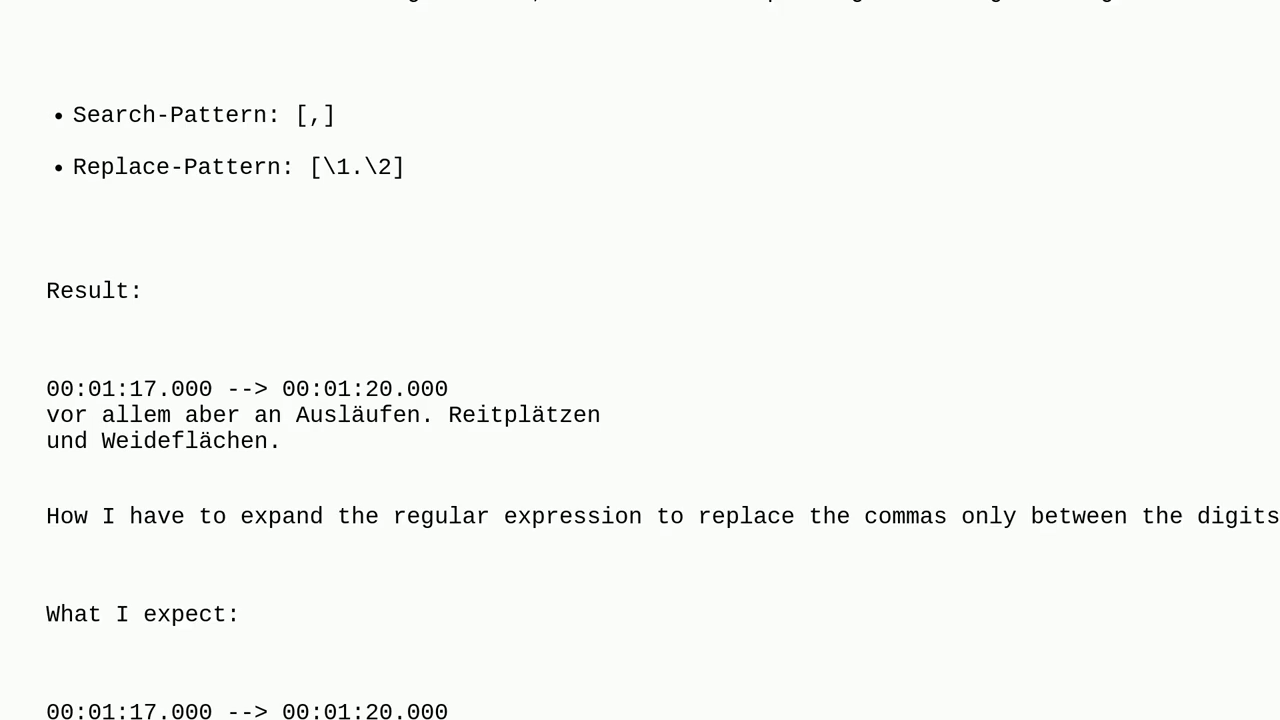 • Search-Pattern: [,]
• Replace-Pattern: [\1.\2]
Result:
00:01:17.000 --> 00:01:20.000
vor allem aber an Ausläufen. Reitplätzen
und Weideflächen.
How I have to expand the regular expression to replace the commas only between the digits
What I expect:
00:01:17.000 --> 00:01:20.000